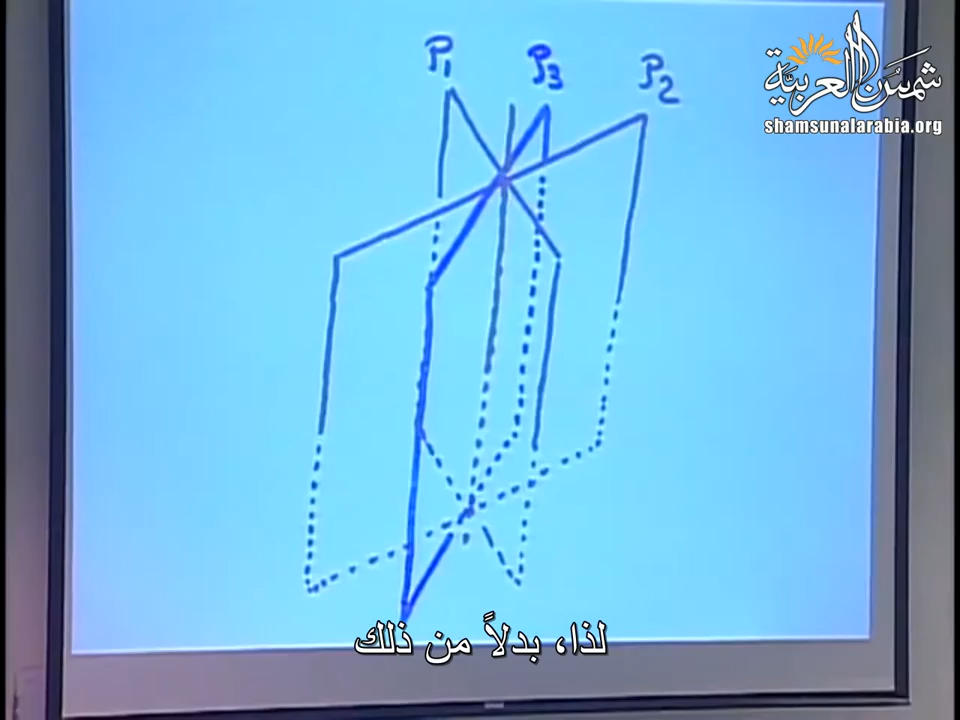 شمس العربية
shamsunalarabia.org
P₁
P₃
P₂
لذا، بدلاً من ذلك